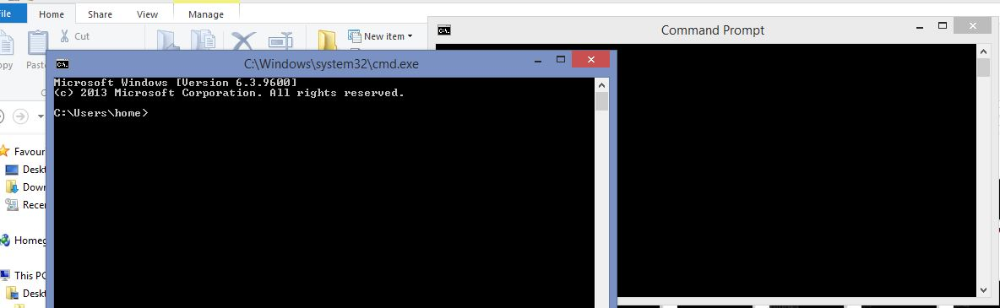 File Home Share View Manage
Cut
New item
opy Paste
Command Prompt
C:\Windows\system32\cmd.exe
Microsoft Windows [Version 6.3.9600]
(c) 2013 Microsoft Corporation. All rights reserved.
C:\Users\home>
Favour
Deskt
Down
Recen
Homeg
This PC
Deskt